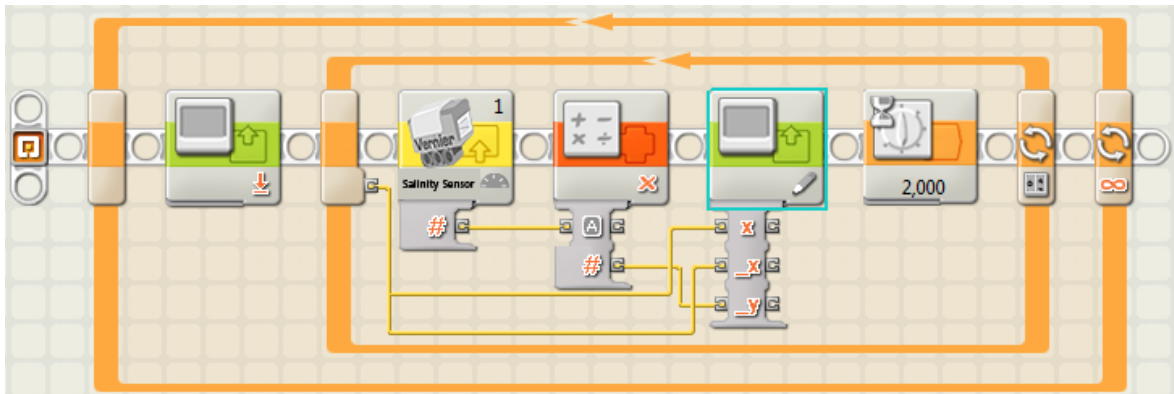 1
Vernier
Salinity Sensor
2,000
∞
#
A
x
#
_x
_y